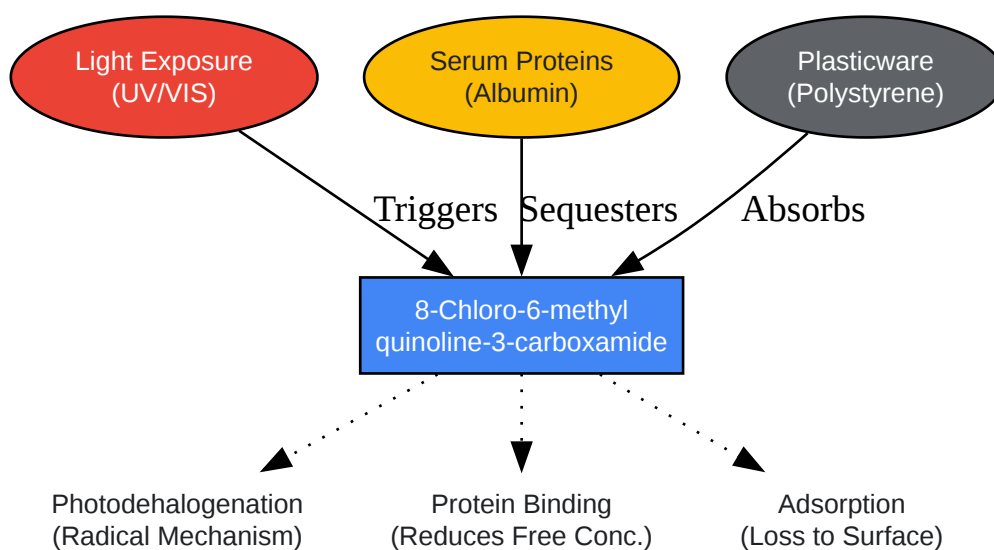 Light Exposure
(UV/VIS)
Serum Proteins
(Albumin)
Plasticware
(Polystyrene)
Triggers
Sequesters
Absorbs
8-Chloro-6-methyl
quinoline-3-carboxamide
Photodehalogenation
(Radical Mechanism)
Protein Binding
(Reduces Free Conc.)
Adsorption
(Loss to Surface)